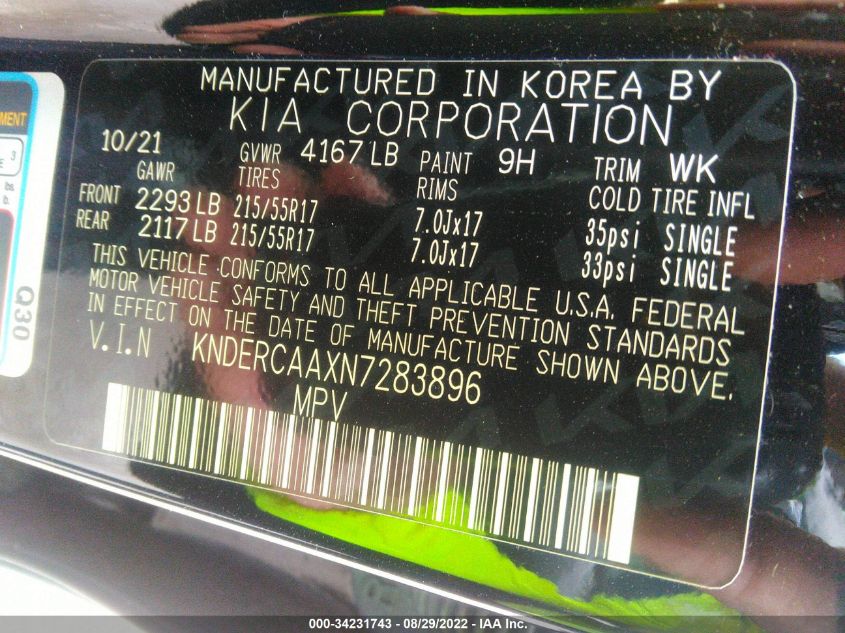 MANUFACTURED IN KOREA BY
KIA CORPORATION
10/21 GVWR 4167 LB PAINT 9H TRIM WK
GAWR TIRES RIMS COLD TIRE INFL
FRONT 2293 LB 215/55R17 7.0Jx17 35psi SINGLE
REAR 2117 LB 215/55R17 7.0Jx17 33psi SINGLE
THIS VEHICLE CONFORMS TO ALL APPLICABLE U.S.A. FEDERAL
MOTOR VEHICLE SAFETY AND THEFT PREVENTION STANDARDS
IN EFFECT ON THE DATE OF MANUFACTURE SHOWN ABOVE.
V.I.N KNDERCAAXN7283896
MPV
3
lbs.
b.
Q30
000-34231743 / 08/29/2022 - IAA Inc.